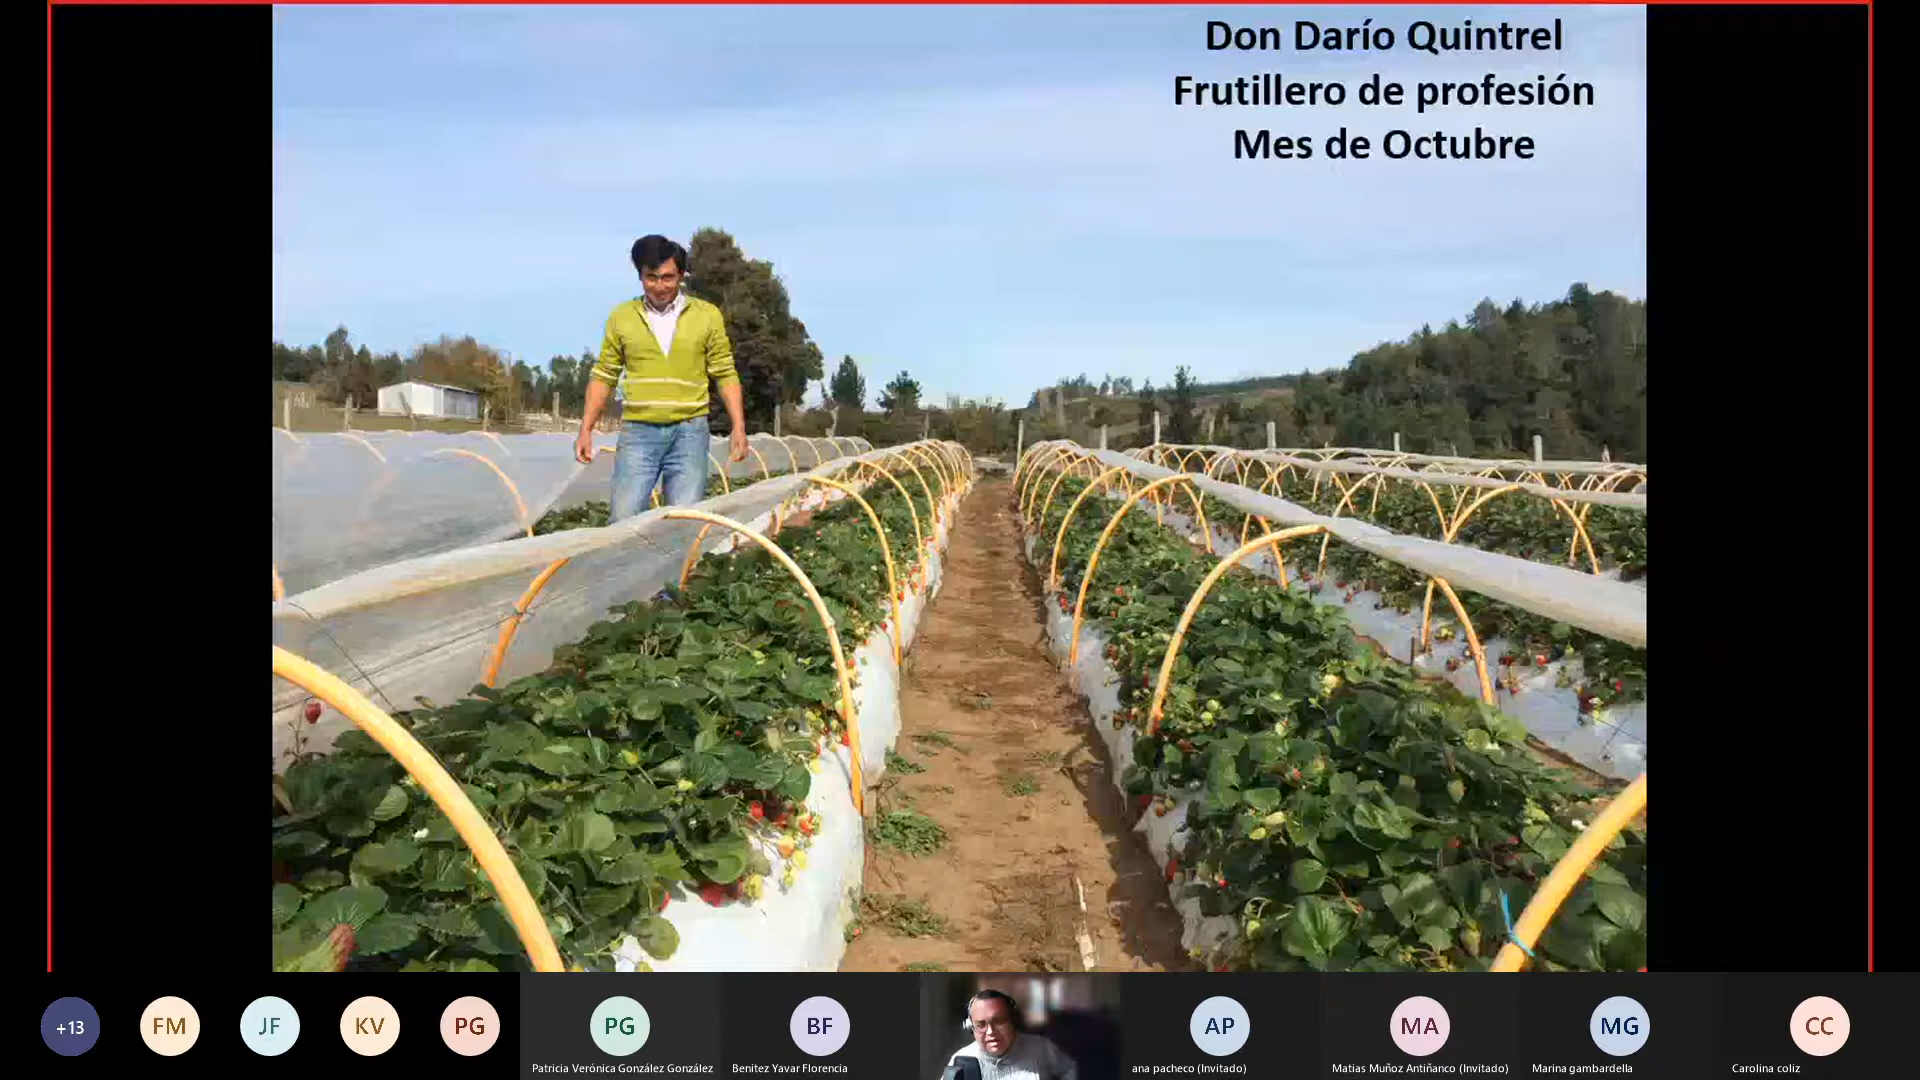 Don Darío Quintrel
Frutillero de profesión
Mes de Octubre
+13
FM
JF
KV
PG
PG
BF
AP
MA
MG
CC
Patricia Verónica González González
Benitez Yavar Florencia
ana pacheco (Invitado)
Matias Muñoz Antiñanco (Invitado)
Marina gambardella
Carolina coliz